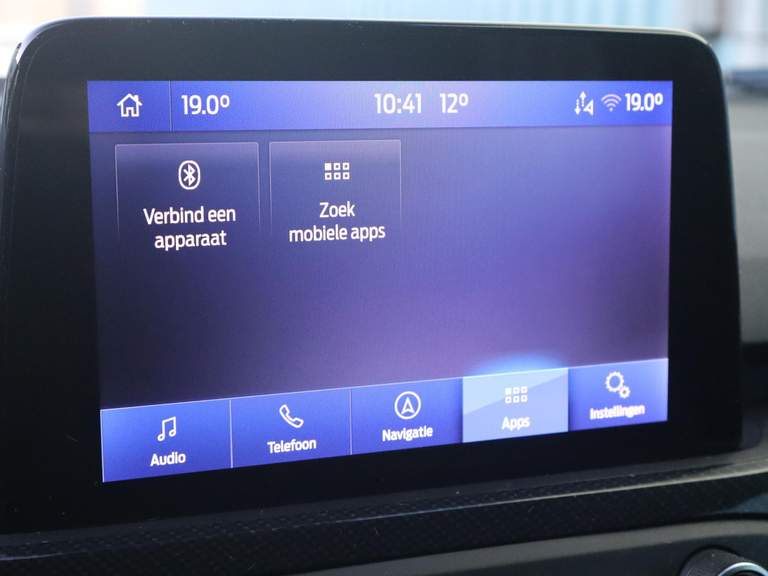 19.0° 10:41 12° 19.0°
Verbind een
apparaat
Zoek
mobiele apps
Audio
Telefoon
Navigatie
Apps
Instellingen